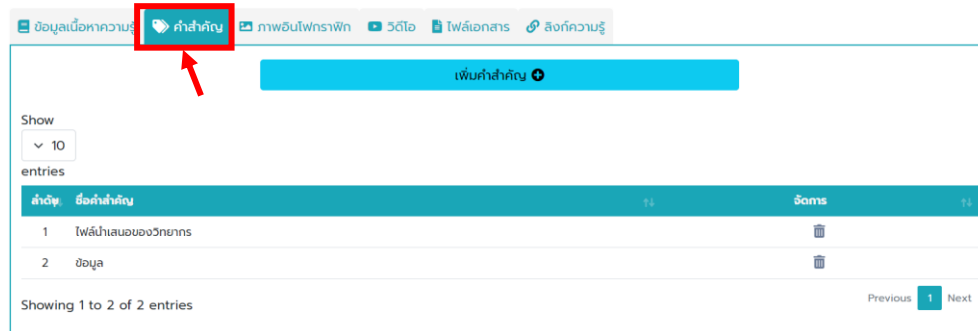 ข้อมูลเนื้อหาความรู้ คำสำคัญ ภาพอินโฟกราฟิก วิดีโอ ไฟล์เอกสาร ลิงก์ความรู้
เพิ่มคำสำคัญ
Show
10
entries
ลำดับ ชื่อคำสำคัญ จัดการ
1 ไฟล์นำเสนอของวิทยากร
2 ข้อมูล
Showing 1 to 2 of 2 entries
Previous 1 Next